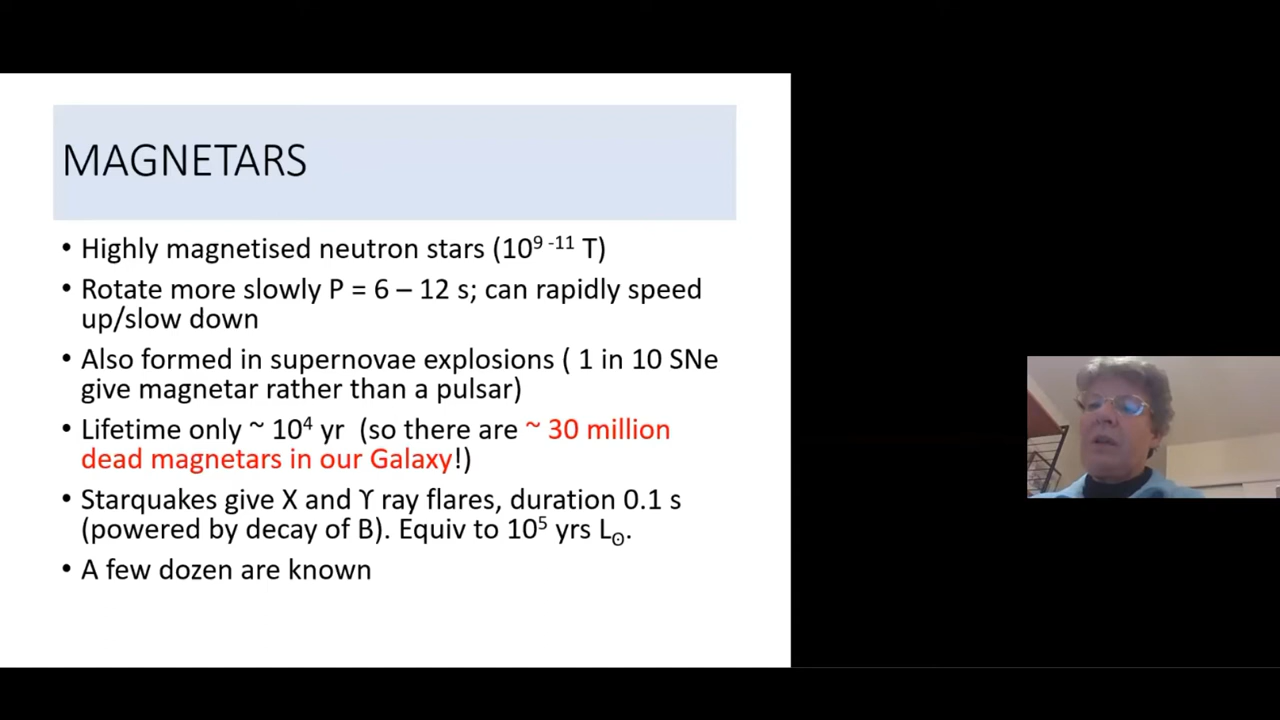 MAGNETARS
• Highly magnetised neutron stars (10⁹ ⁻¹¹ T)
• Rotate more slowly P = 6 – 12 s; can rapidly speed
up/slow down
• Also formed in supernovae explosions ( 1 in 10 SNe
give magnetar rather than a pulsar)
• Lifetime only ~ 10⁴ yr (so there are ~ 30 million
dead magnetars in our Galaxy!)
• Starquakes give X and ϒ ray flares, duration 0.1 s
(powered by decay of B). Equiv to 10⁵ yrs L⊙.
• A few dozen are known